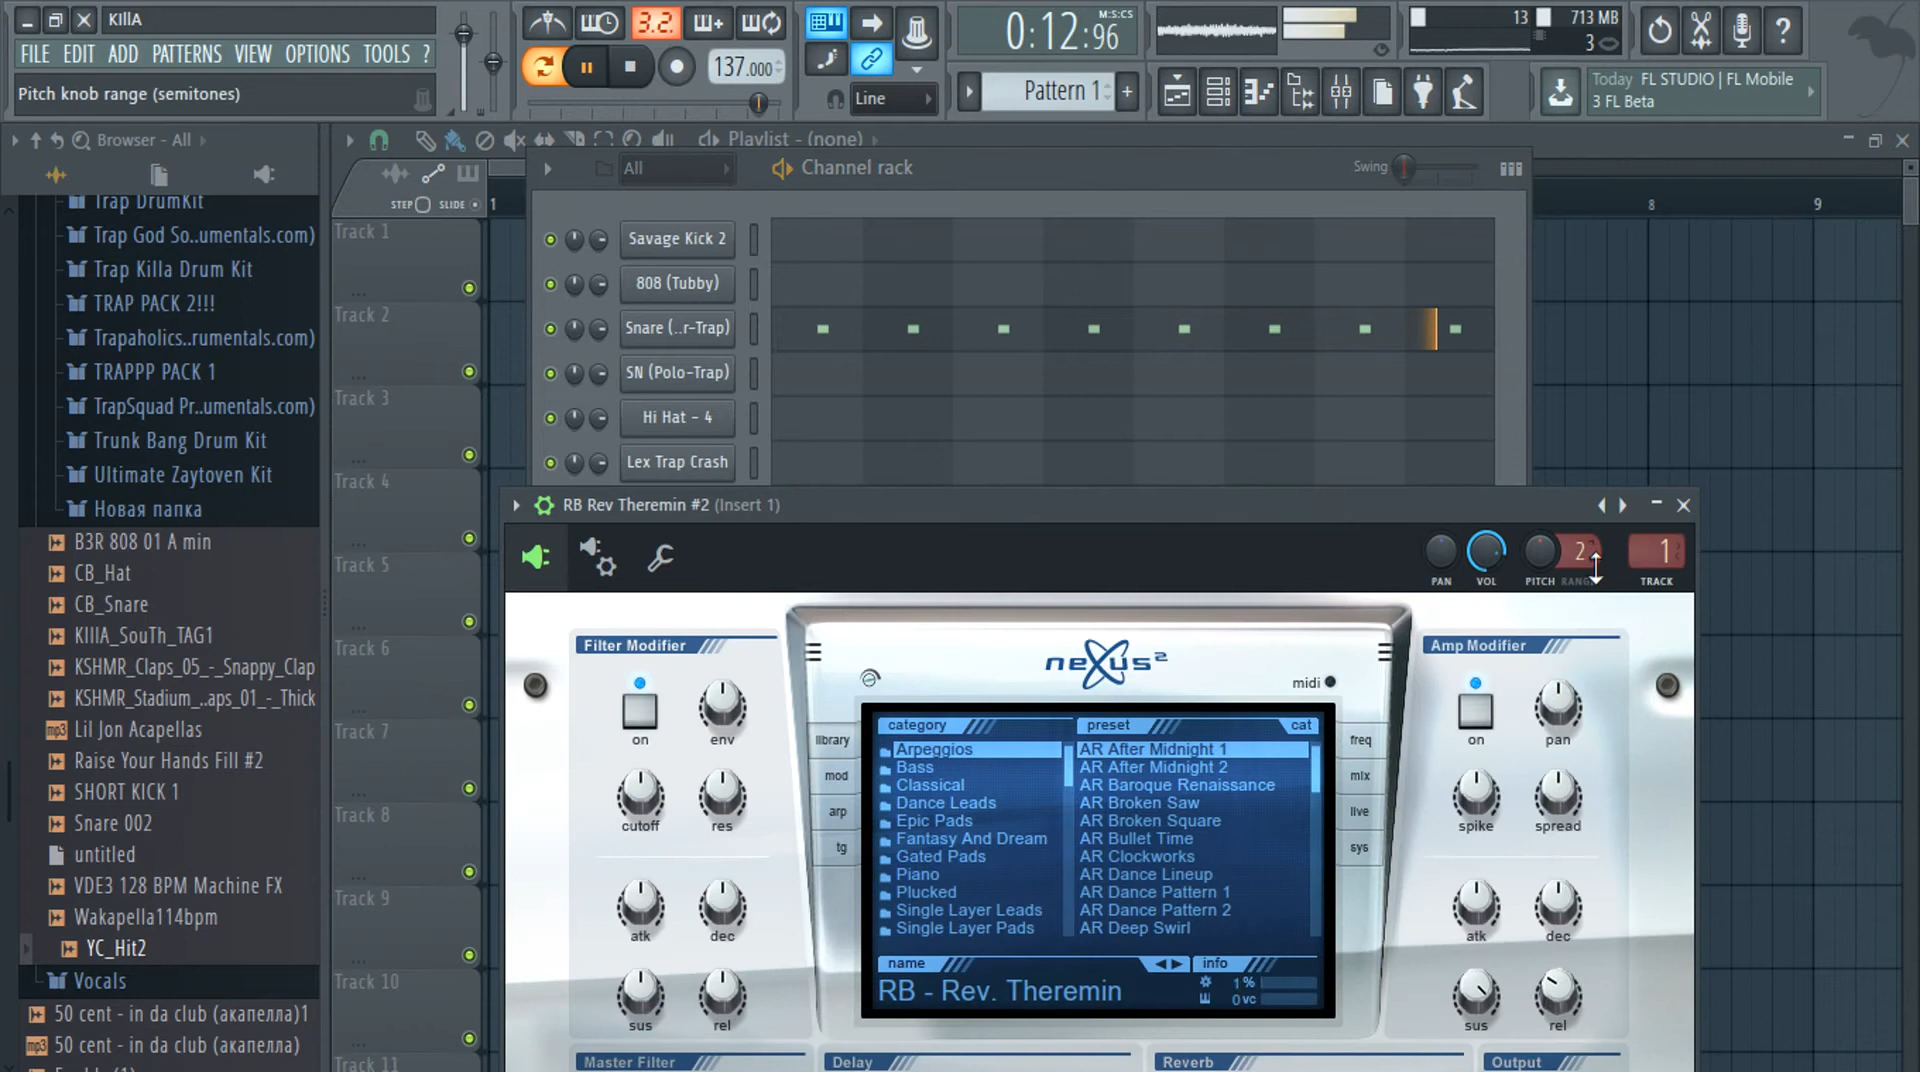 KIllA
FILE EDIT ADD PATTERNS VIEW OPTIONS TOOLS ?
Pitch knob range (semitones)
3.2
137.000
0:12:96
M:S:CS
Line
Pattern 1
+
13
713 MB
3
?
Today FL STUDIO | FL Mobile
3 FL Beta
Browser - All
Playlist - (none)
All
Channel rack
Swing
STEP
SLIDE
1
8
9
Trap DrumKit
Trap God So..umentals.com)
Trap Killa Drum Kit
TRAP PACK 2!!!
Trapaholics..rumentals.com)
TRAPPP PACK 1
TrapSquad Pr..umentals.com)
Trunk Bang Drum Kit
Ultimate Zaytoven Kit
Новая папка
B3R 808 01 A min
CB_Hat
CB_Snare
KIllA_SouTh_TAG1
KSHMR_Claps_05_-_Snappy_Clap
KSHMR_Stadium_..aps_01_-_Thick
mp3 Lil Jon Acapellas
Raise Your Hands Fill #2
SHORT KICK 1
Snare 002
untitled
VDE3 128 BPM Machine FX
Wakapella114bpm
YC_Hit2
Vocals
50 cent - in da club (акапелла)1
mp3 50 cent - in da club (акапелла)
Track 1
Track 2
Track 3
Track 4
Track 5
Track 6
Track 7
Track 8
Track 9
Track 10
Track 11
Savage Kick 2
808 (Tubby)
Snare (..r-Trap)
SN (Polo-Trap)
Hi Hat - 4
Lex Trap Crash
RB Rev Theremin #2 (Insert 1)
2
1
PAN VOL PITCH RANGE TRACK
Filter Modifier
on
env
cutoff
res
atk
dec
sus
rel
nexus²
midi
library
mod
arp
tg
category
Arpeggios
Bass
Classical
Dance Leads
Epic Pads
Fantasy And Dream
Gated Pads
Piano
Plucked
Single Layer Leads
Single Layer Pads
preset
cat
AR After Midnight 1
AR After Midnight 2
AR Baroque Renaissance
AR Broken Saw
AR Broken Square
AR Bullet Time
AR Clockworks
AR Dance Lineup
AR Dance Pattern 1
AR Dance Pattern 2
AR Deep Swirl
name
info
RB - Rev. Theremin
1 %
0 vc
freq
mix
live
sys
Amp Modifier
on
pan
spike
spread
atk
dec
sus
rel
Master Filter
Delay
Reverb
Output